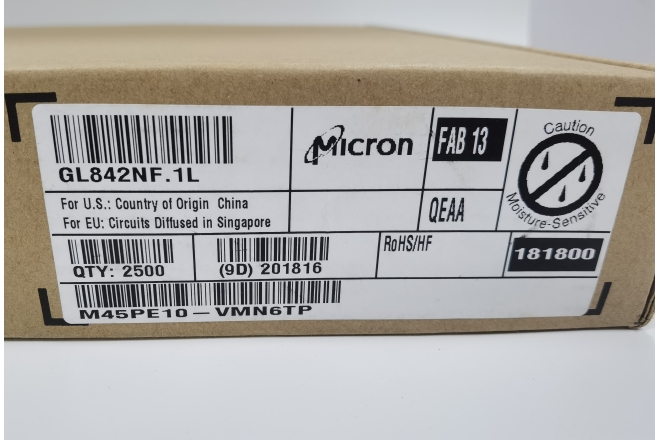 GL842NF.1L
Micron
FAB 13
Caution
Moisture-Sensitive
For U.S.: Country of Origin China
For EU: Circuits Diffused in Singapore
QEAA
QTY: 2500
(9D) 201816
RoHS/HF
181800
M45PE10-VMN6TP